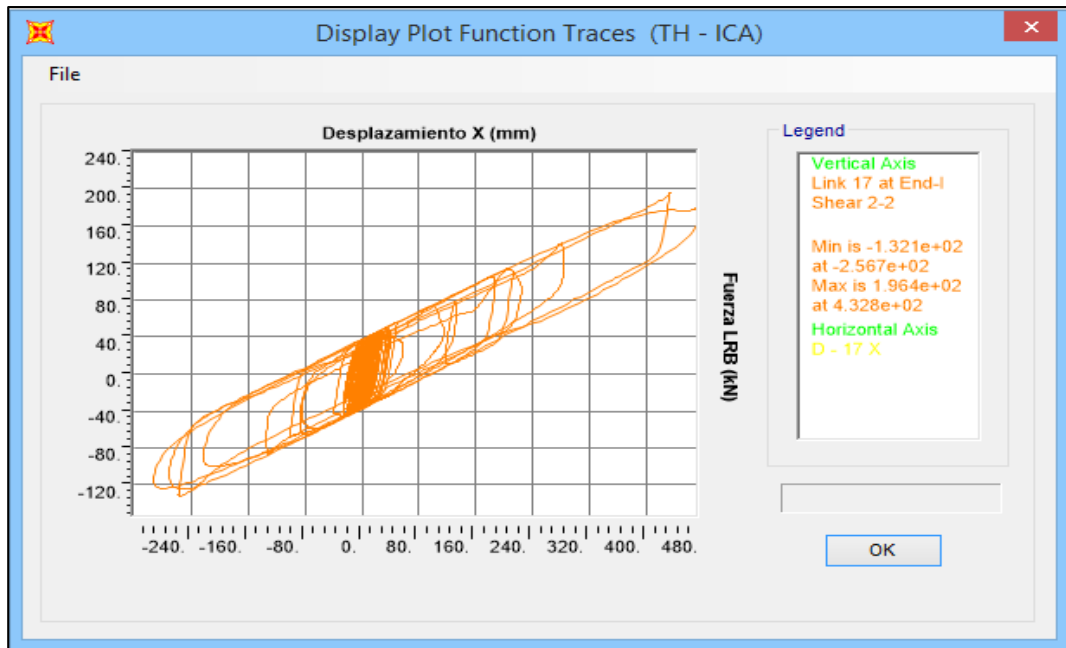 Display Plot Function Traces (TH - ICA)
File
Desplazamiento X (mm)
240.
200.
160.
120.
80.
40.
0.
-40.
-80.
-120.
-240. -160. -80. 0. 80. 160. 240. 320. 400. 480.
Fuerza LRB (kN)
Legend
Vertical Axis
Link 17 at End-I
Shear 2-2
Min is -1.321e+02
at -2.567e+02
Max is 1.964e+02
at 4.328e+02
Horizontal Axis
D - 17 X
OK